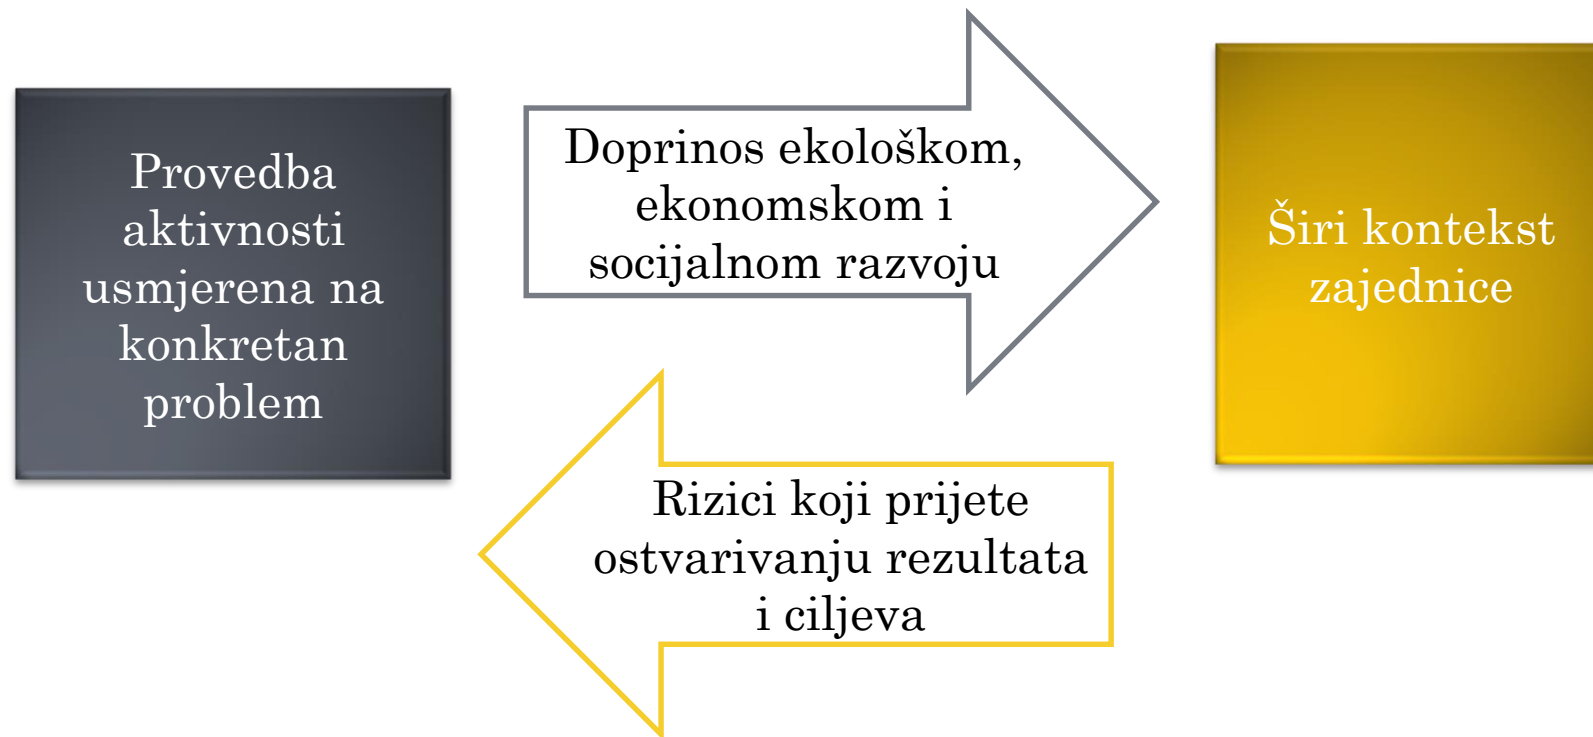 Provedba
aktivnosti
usmjerena na
konkretan
problem
Doprinos ekološkom,
ekonomskom i
socijalnom razvoju
Širi kontekst
zajednice
Rizici koji prijete
ostvarivanju rezultata
i ciljeva